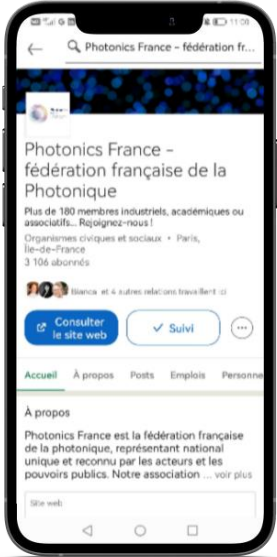 11:08
Photonics France – fédération fr...
Photonics France –
fédération française de la
Photonique
Plus de 180 membres industriels, académiques ou
associatifs... Rejoignez-nous !
Organismes civiques et sociaux • Paris,
Île-de-France
3 106 abonnés
Bianca et 4 autres relations travaillent ici
Consulter
le site web
✓ Suivi
Accueil À propos Posts Emplois Personne
À propos
Photonics France est la fédération française
de la photonique, représentant national
unique et reconnu par les acteurs et les
pouvoirs publics. Notre association ... voir plus
Site web